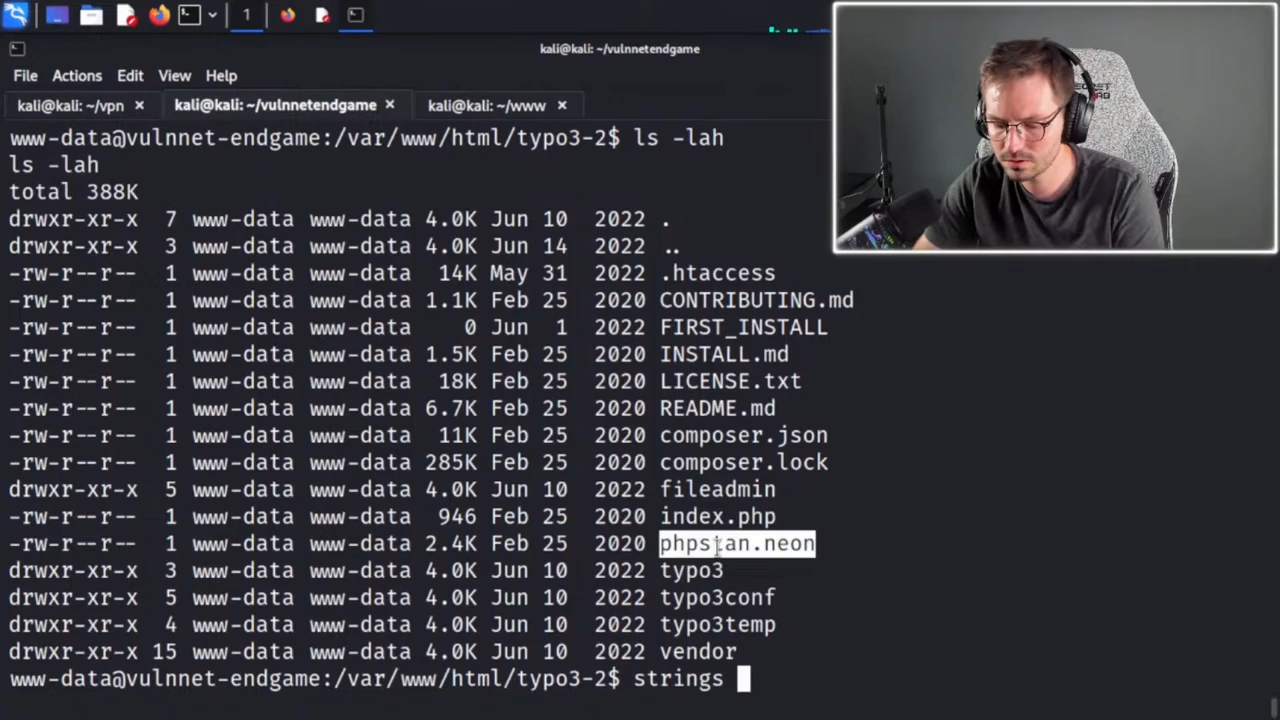 1
kali@kali: ~/vulnnetendgame
File Actions Edit View Help
kali@kali: ~/vpn × kali@kali: ~/vulnnetendgame × kali@kali: ~/www ×
www-data@vulnnet-endgame:/var/www/html/typo3-2$ ls -lah
ls -lah
total 388K
drwxr-xr-x 7 www-data www-data 4.0K Jun 10 2022 .
drwxr-xr-x 3 www-data www-data 4.0K Jun 14 2022 ..
-rw-r--r-- 1 www-data www-data 14K May 31 2022 .htaccess
-rw-r--r-- 1 www-data www-data 1.1K Feb 25 2020 CONTRIBUTING.md
-rw-r--r-- 1 www-data www-data 0 Jun 1 2022 FIRST_INSTALL
-rw-r--r-- 1 www-data www-data 1.5K Feb 25 2020 INSTALL.md
-rw-r--r-- 1 www-data www-data 18K Feb 25 2020 LICENSE.txt
-rw-r--r-- 1 www-data www-data 6.7K Feb 25 2020 README.md
-rw-r--r-- 1 www-data www-data 11K Feb 25 2020 composer.json
-rw-r--r-- 1 www-data www-data 285K Feb 25 2020 composer.lock
drwxr-xr-x 5 www-data www-data 4.0K Jun 10 2022 fileadmin
-rw-r--r-- 1 www-data www-data 946 Feb 25 2020 index.php
-rw-r--r-- 1 www-data www-data 2.4K Feb 25 2020 phpstan.neon
drwxr-xr-x 3 www-data www-data 4.0K Jun 10 2022 typo3
drwxr-xr-x 5 www-data www-data 4.0K Jun 10 2022 typo3conf
drwxr-xr-x 4 www-data www-data 4.0K Jun 10 2022 typo3temp
drwxr-xr-x 15 www-data www-data 4.0K Jun 10 2022 vendor
www-data@vulnnet-endgame:/var/www/html/typo3-2$ strings